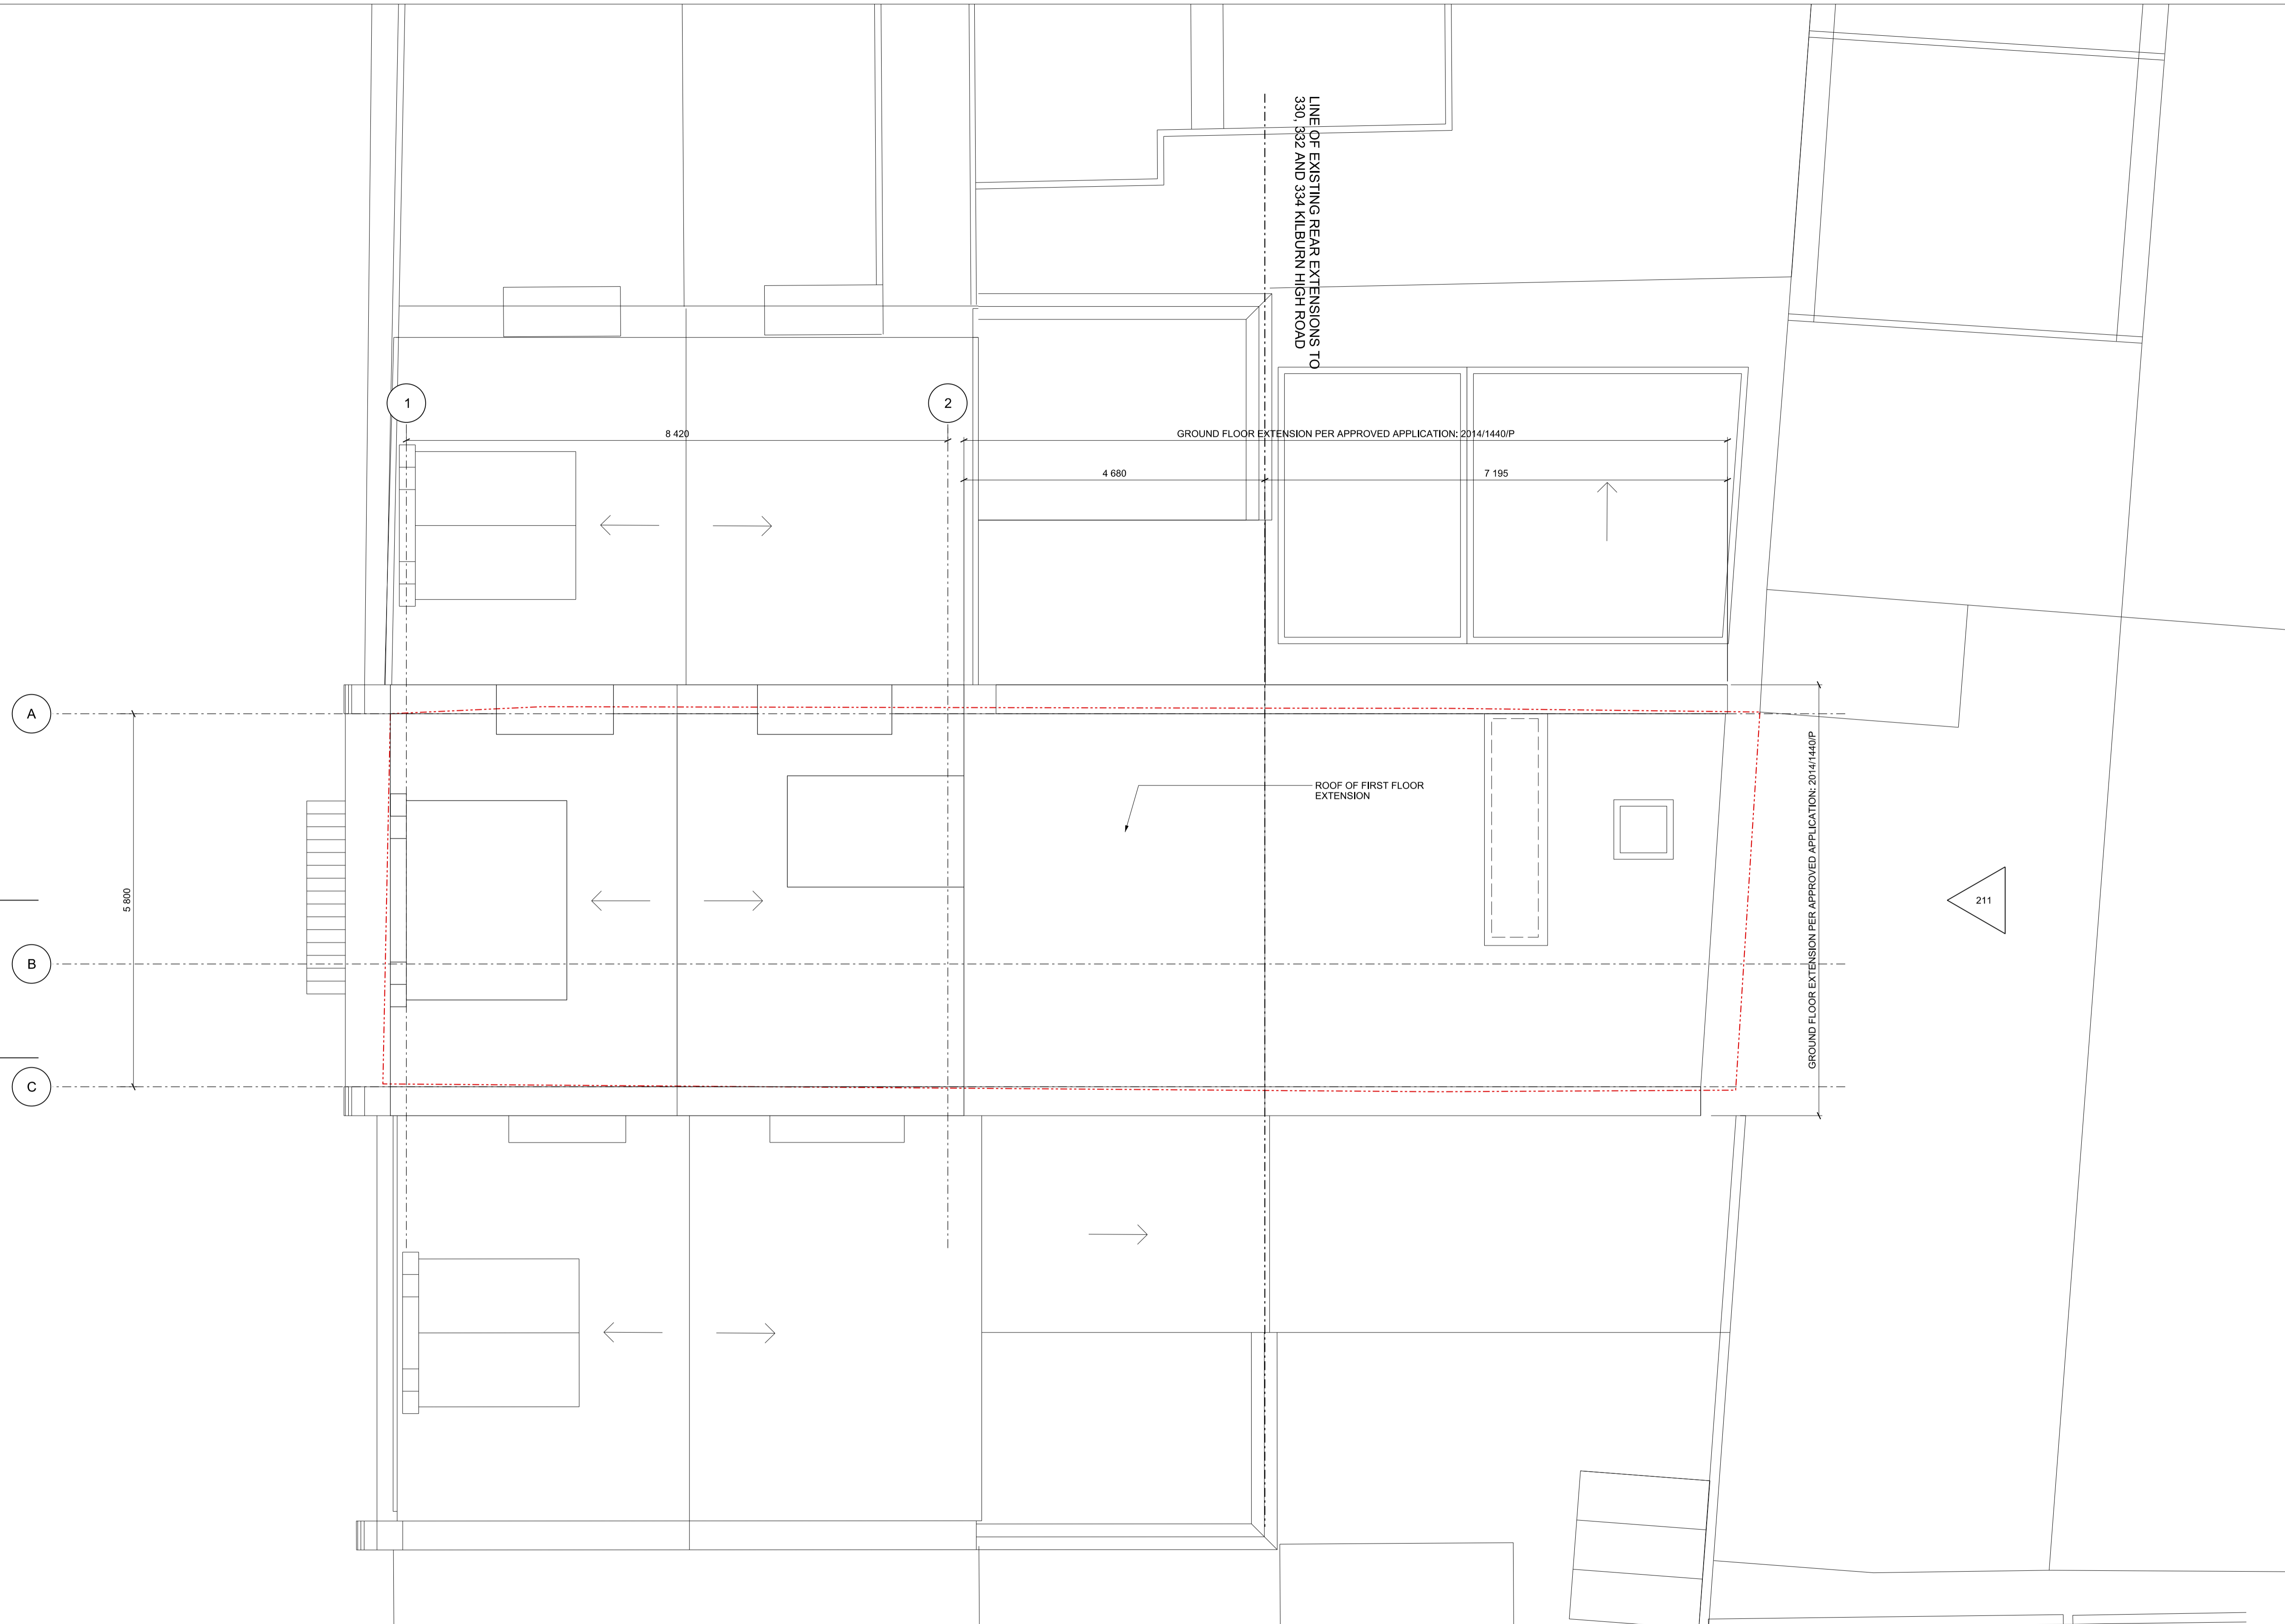 LINE OF EXISTING REAR EXTENSIONS TO
330, 332 AND 334 KILBURN HIGH ROAD
1
2
8 420
GROUND FLOOR EXTENSION PER APPROVED APPLICATION: 2014/1440/P
4 680
7 195
A
ROOF OF FIRST FLOOR
EXTENSION
GROUND FLOOR EXTENSION PER APPROVED APPLICATION: 2014/1440/P
5 800
211
B
C